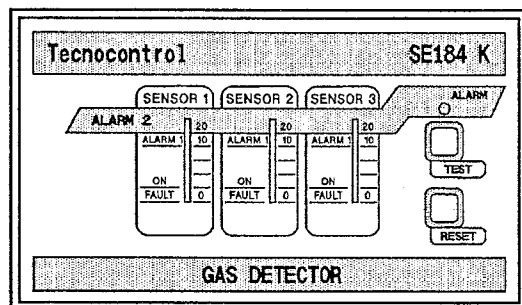 Tecnocontrol SE184 K
SENSOR 1 SENSOR 2 SENSOR 3 ALARM
ALARM 2 20 20 20
ALARM 1 10 ALARM 1 10 ALARM 1 10
TEST
ON ON ON
FAULT 0 FAULT 0 FAULT 0
RESET
GAS DETECTOR